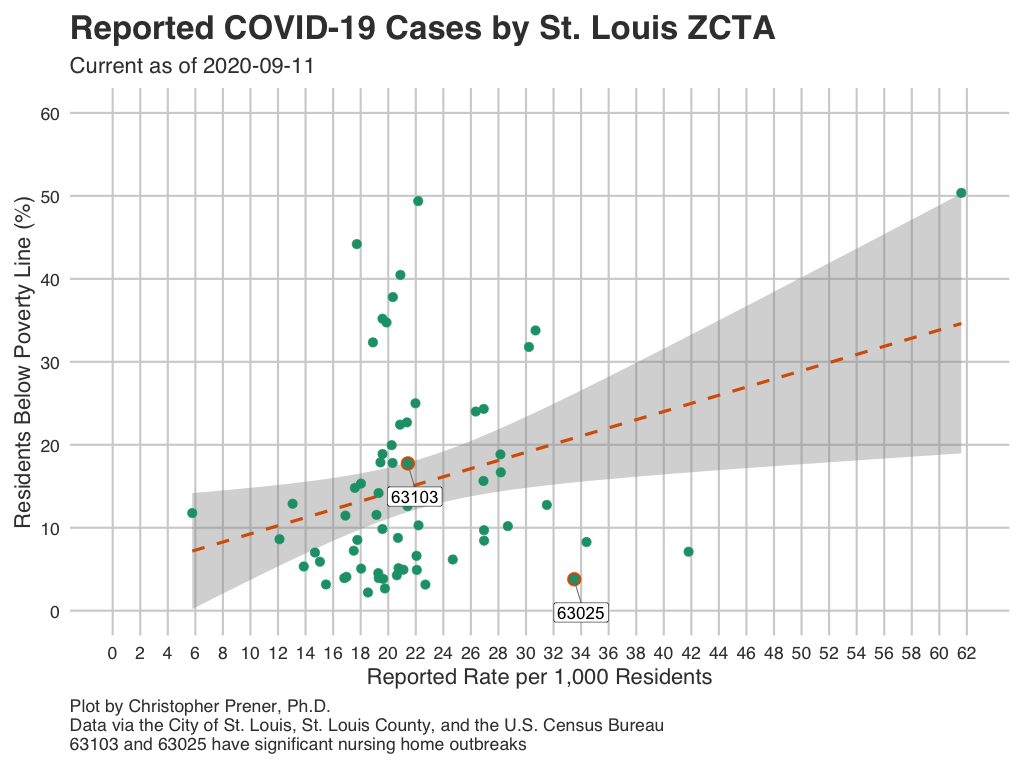 Reported COVID-19 Cases by St. Louis ZCTA
Current as of 2020-09-11
Residents Below Poverty Line (%)
60
50
40
30
20
10
0
63103
63025
0 2 4 6 8 10 12 14 16 18 20 22 24 26 28 30 32 34 36 38 40 42 44 46 48 50 52 54 56 58 60 62
Reported Rate per 1,000 Residents
Plot by Christopher Prener, Ph.D.
Data via the City of St. Louis, St. Louis County, and the U.S. Census Bureau
63103 and 63025 have significant nursing home outbreaks